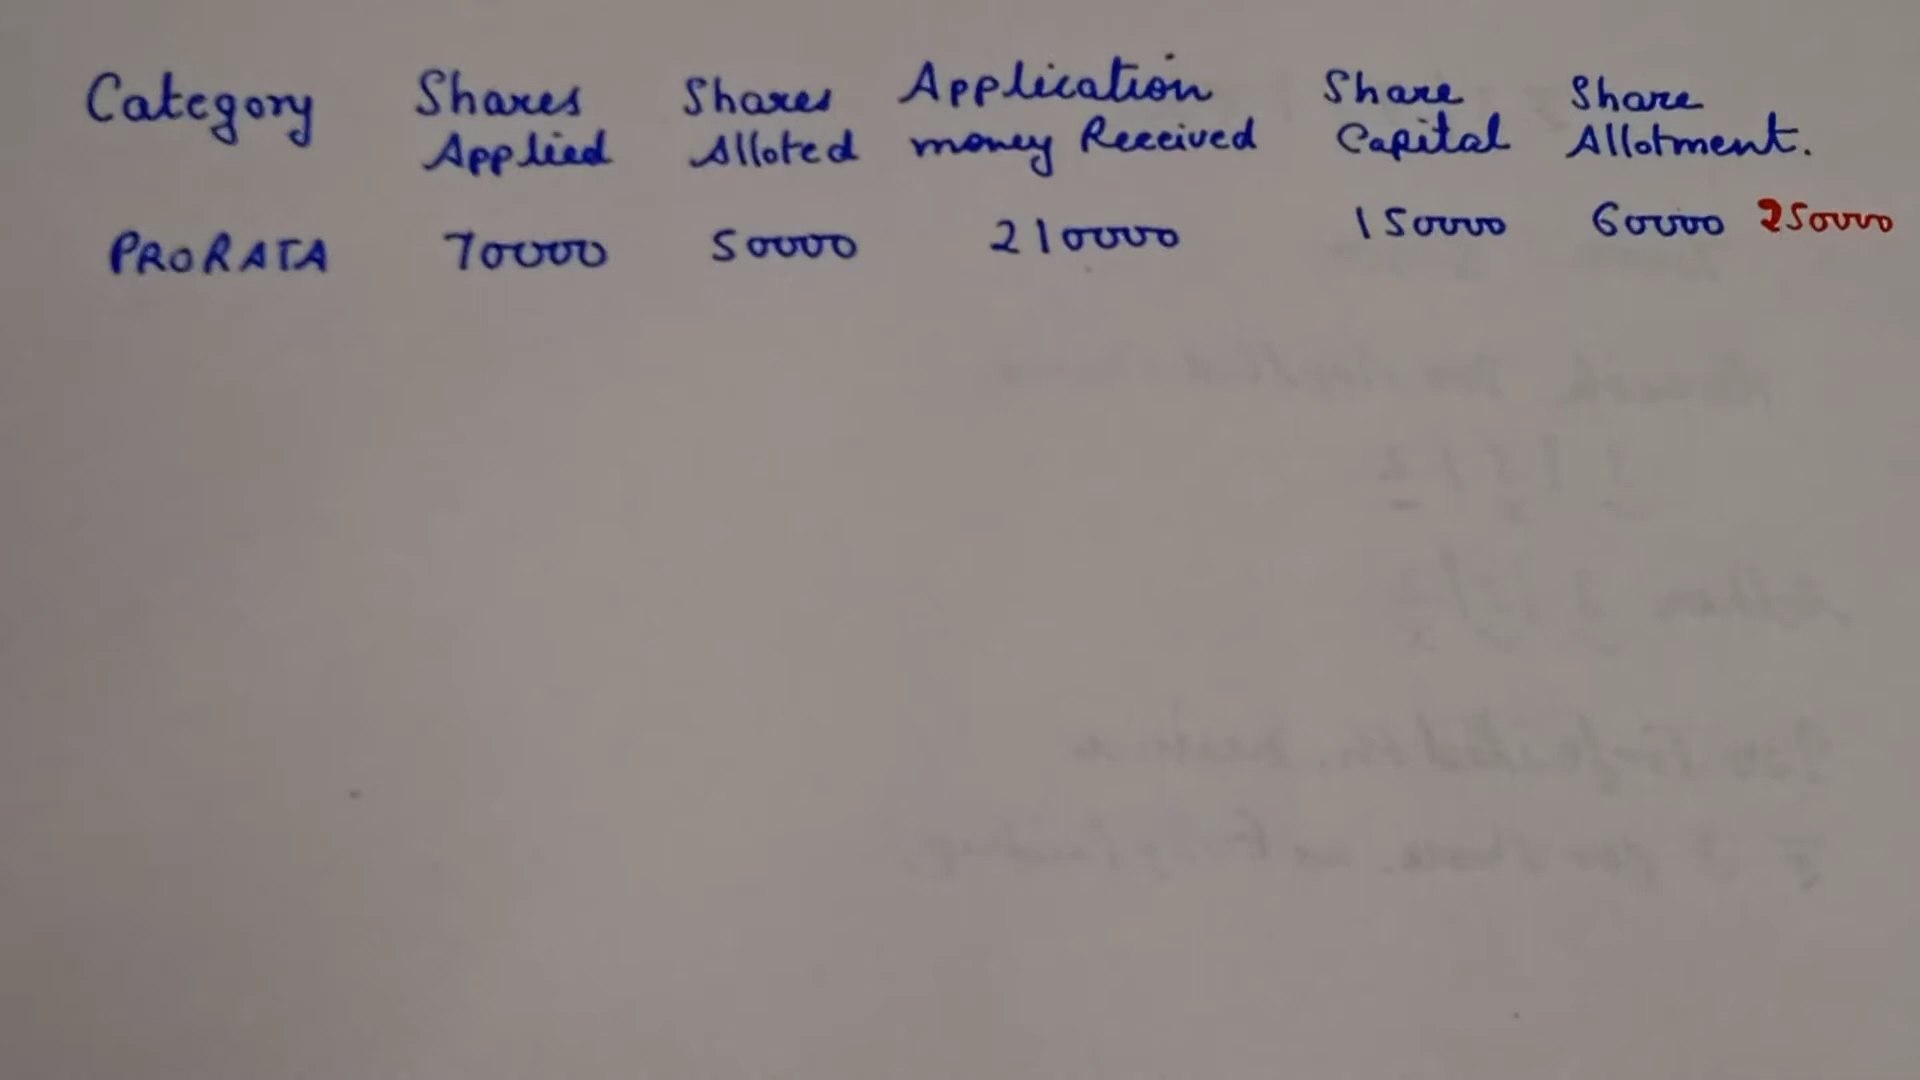 Category Shares Applied Shares Alloted Application money Received Share Capital Share Allotment.
PRORATA 70000 50000 210000 150000 60000 250000